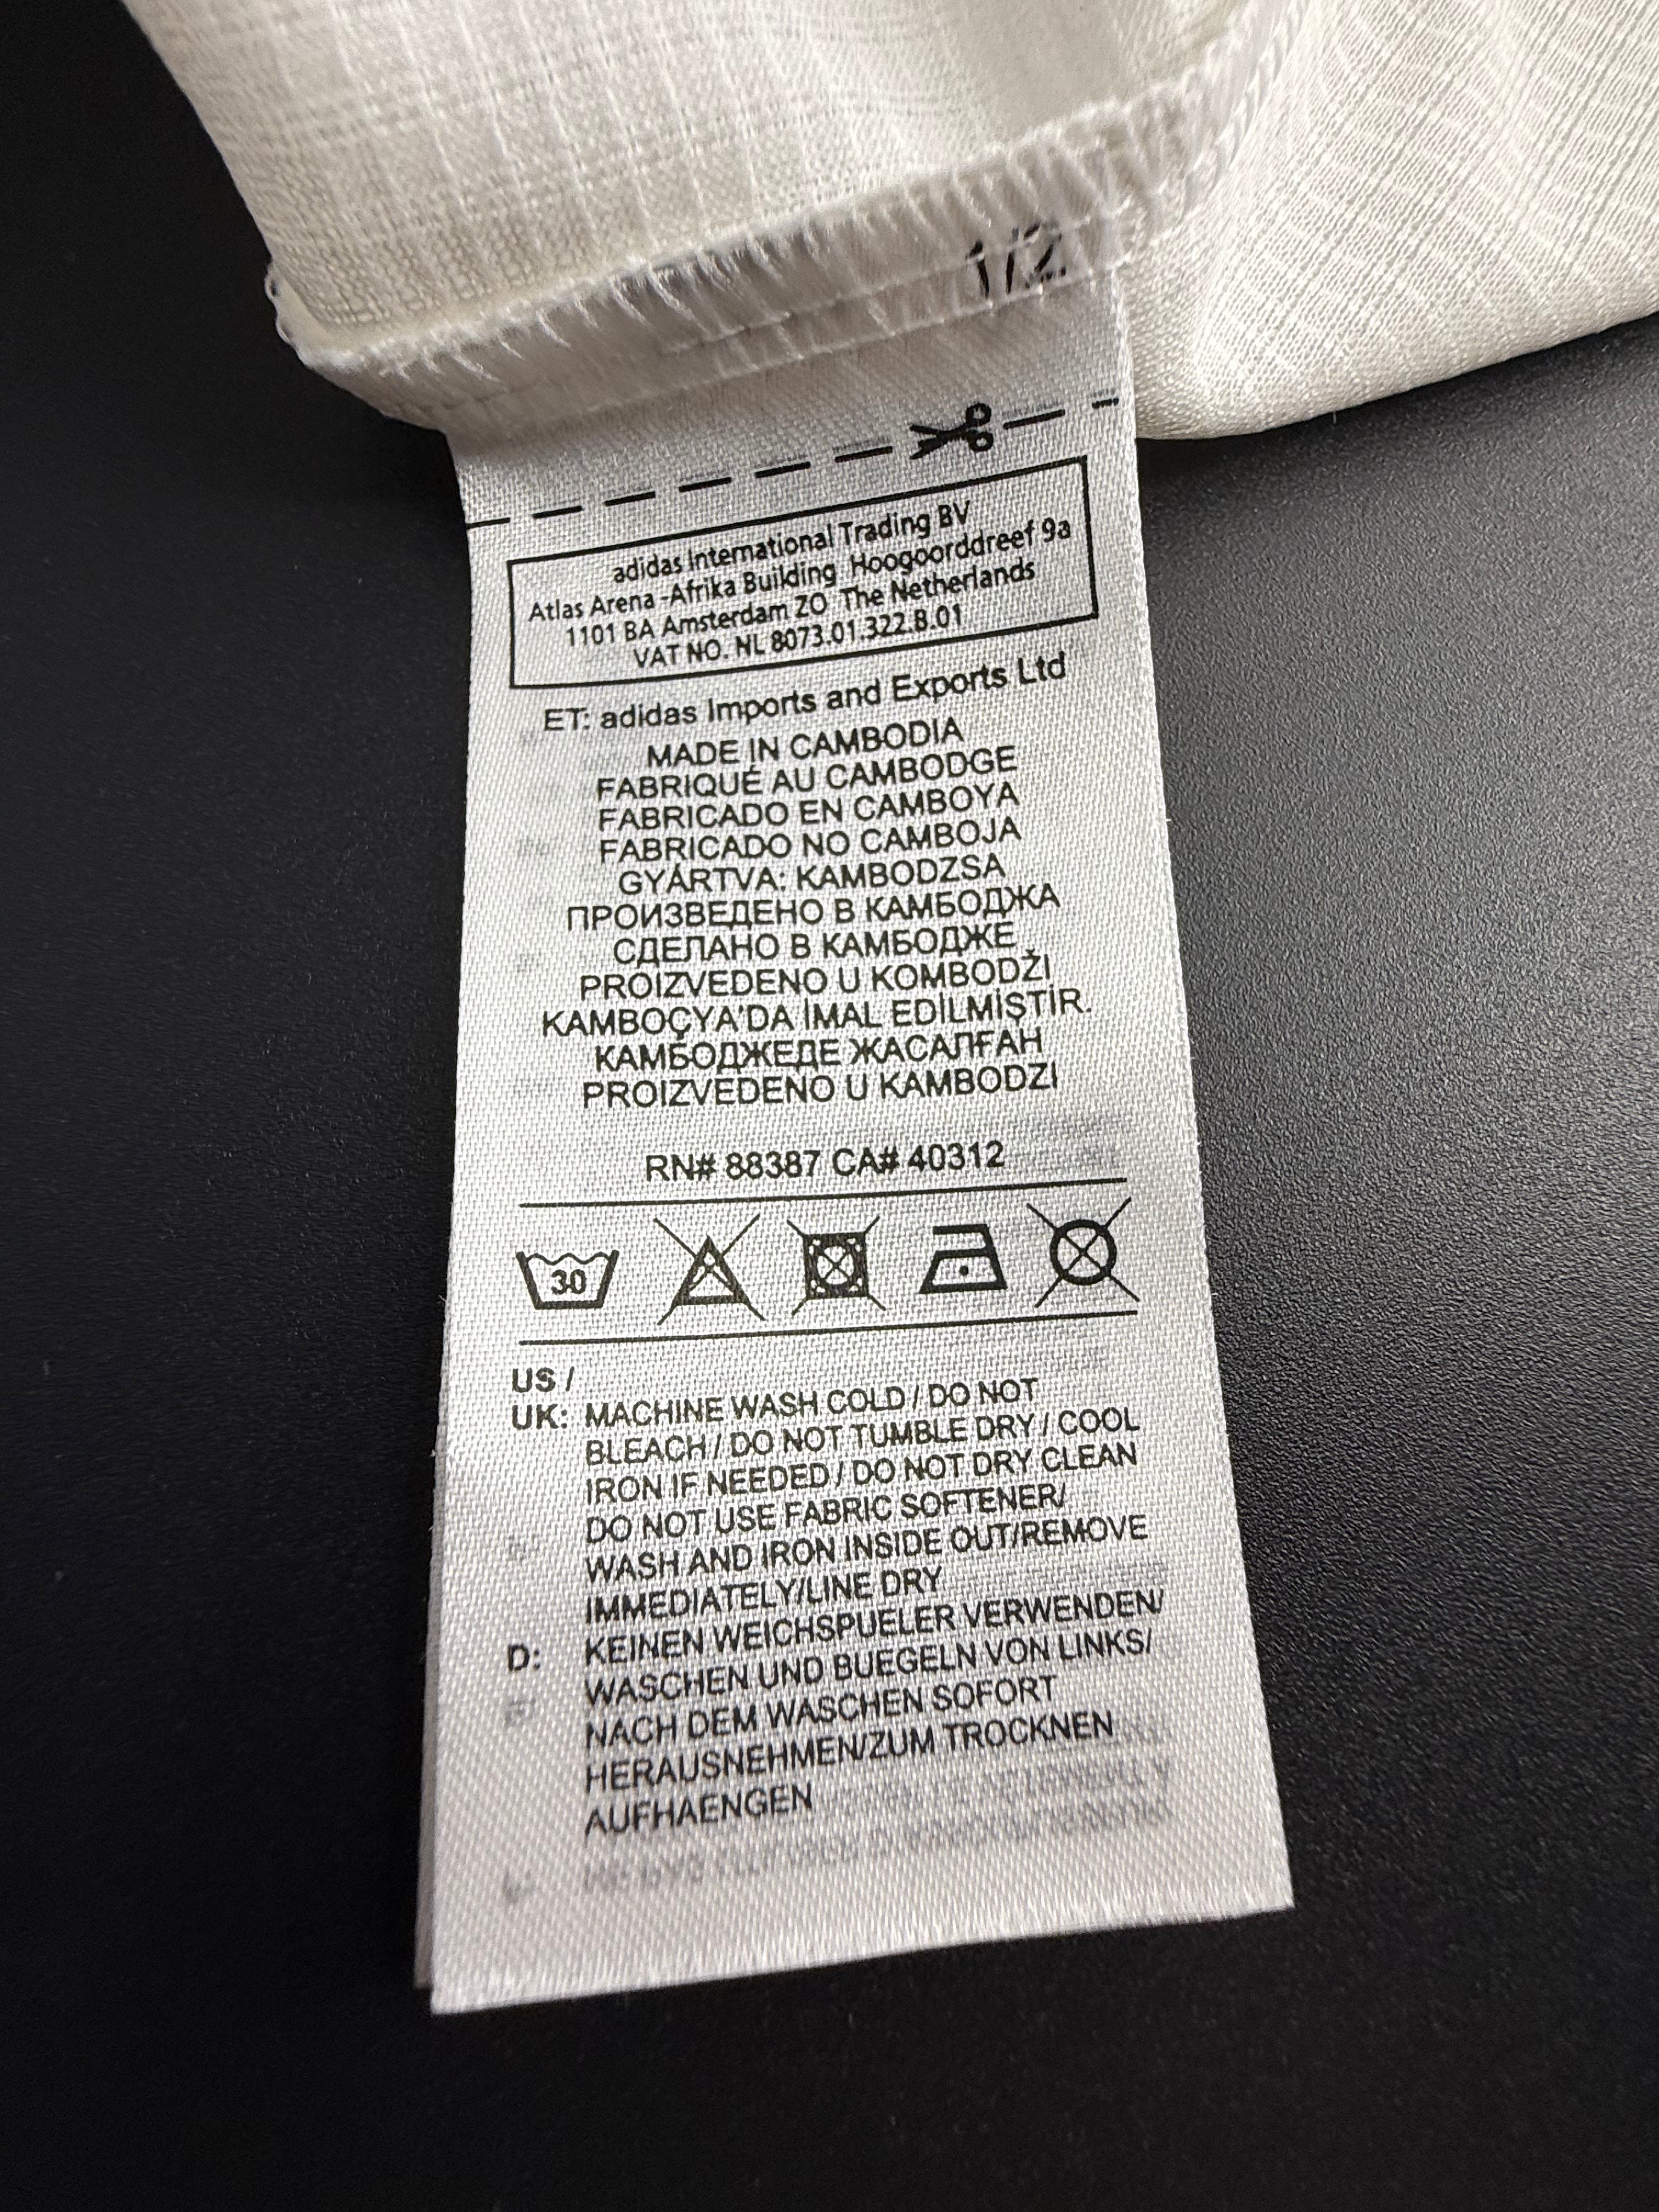 1/2
adidas International Trading BV
Atlas Arena -Afrika Building Hoogoorddreef 9a
1101 BA Amsterdam ZO The Netherlands
VAT NO. NL 8073.01.322.B.01
ET: adidas Imports and Exports Ltd
MADE IN CAMBODIA
FABRIQUÉ AU CAMBODGE
FABRICADO EN CAMBOYA
FABRICADO NO CAMBOJA
GYÁRTVA: KAMBODZSA
ПРОИЗВЕДЕНО В КАМБОДЖА
СДЕЛАНО В КАМБОДЖЕ
PROIZVEDENO U KOMBODŽI
KAMBOÇYA'DA İMAL EDİLMİŞTİR.
КАМБОДЖЕДЕ ЖАСАЛҒАН
PROIZVEDENO U KAMBODZI
RN# 88387 CA# 40312
30
US /
UK: MACHINE WASH COLD / DO NOT
BLEACH / DO NOT TUMBLE DRY / COOL
IRON IF NEEDED / DO NOT DRY CLEAN
DO NOT USE FABRIC SOFTENER/
WASH AND IRON INSIDE OUT/REMOVE
IMMEDIATELY/LINE DRY
D: KEINEN WEICHSPUELER VERWENDEN/
WASCHEN UND BUEGELN VON LINKS/
NACH DEM WASCHEN SOFORT
HERAUSNEHMEN/ZUM TROCKNEN
AUFHAENGEN